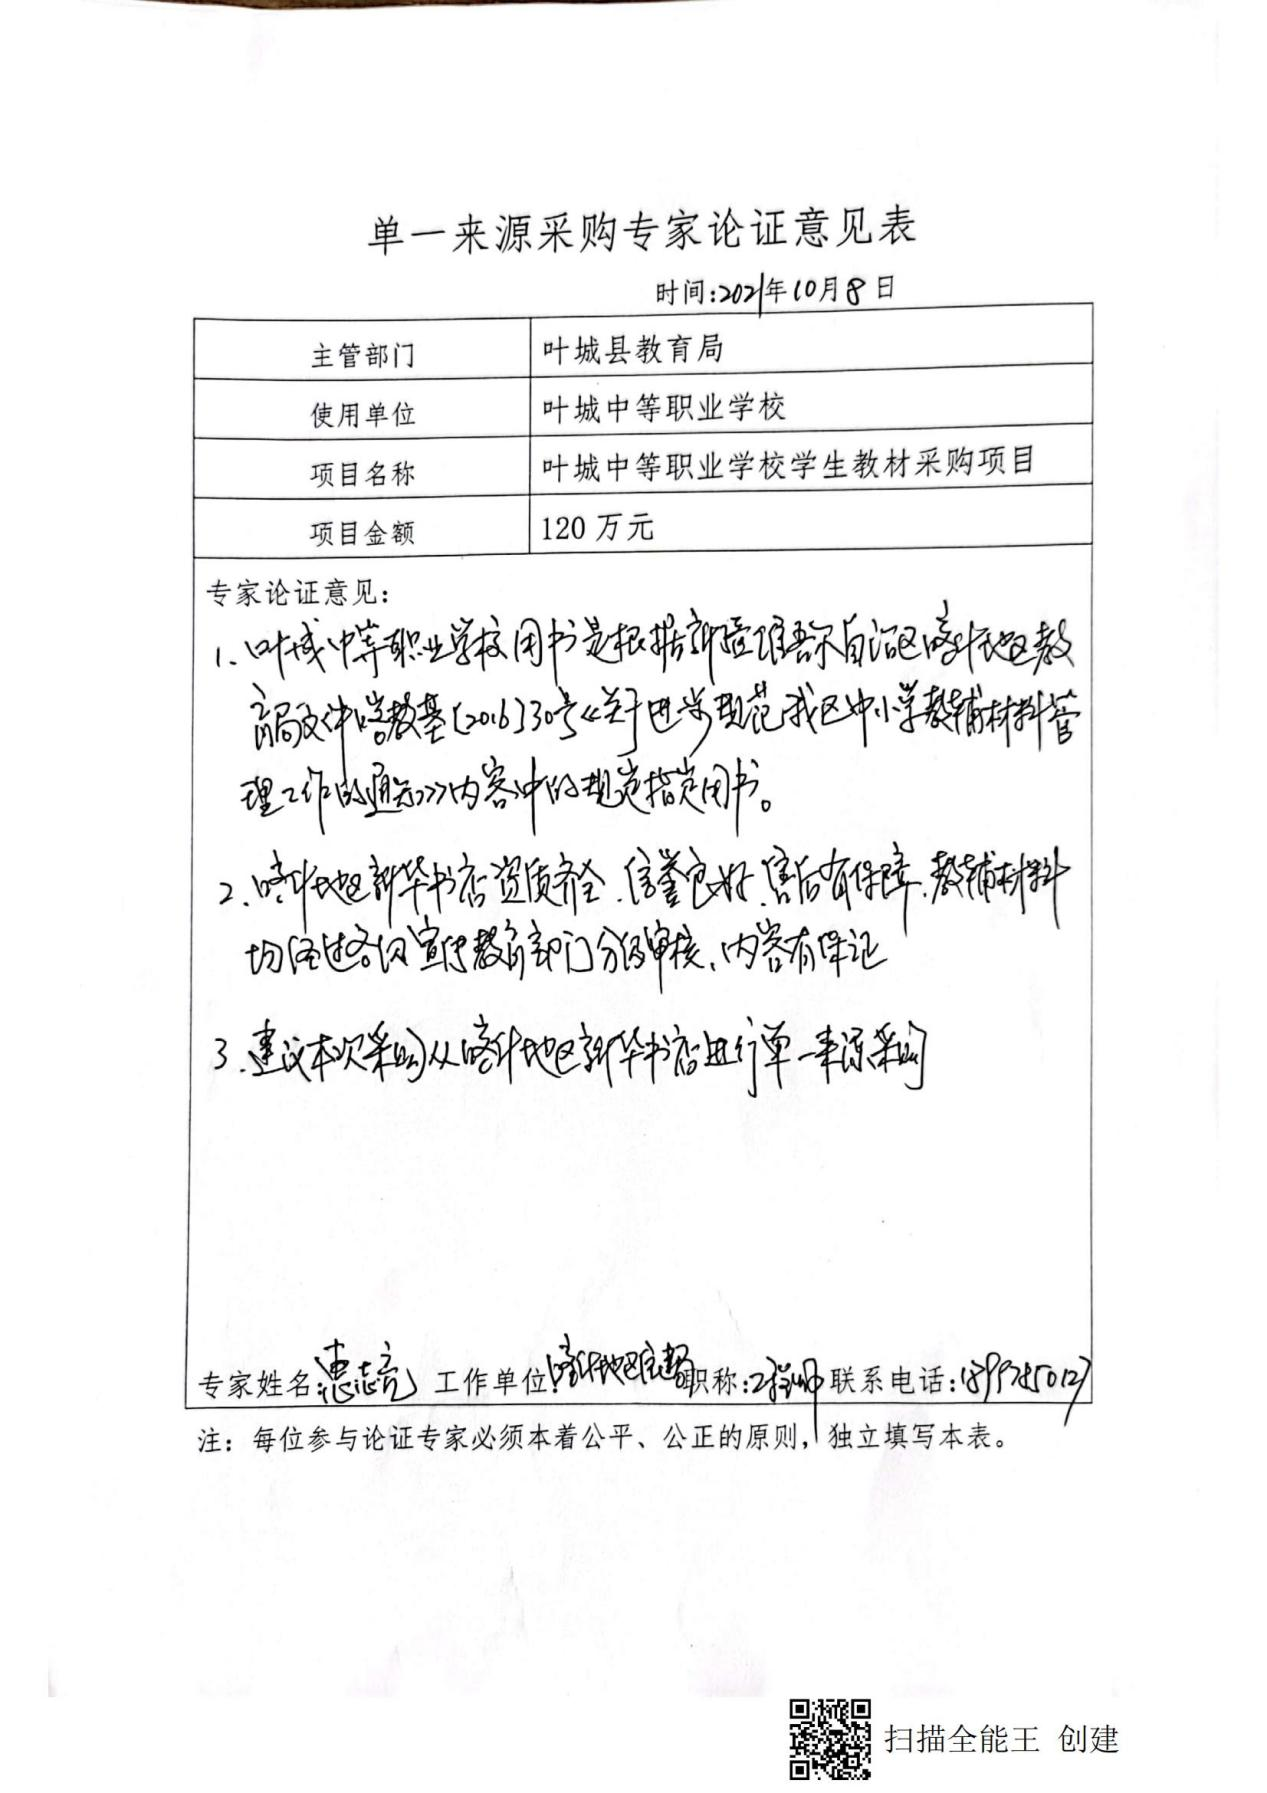 单一来源采购专家论证意见表
时间:2021年10月8日
主管部门 叶城县教育局
使用单位 叶城中等职业学校
项目名称 叶城中等职业学校学生教材采购项目
项目金额 120万元
专家论证意见:
1、叶城中等职业学校用书是根据新疆维吾尔自治区喀什地区教
育局文件喀教基〔2016〕30号《关于进一步规范我区中小学教辅材料管
理工作的通知》内容中的规定指定用书。
2、喀什地区新华书店资质齐全、信誉良好、售后有保障、教辅材料
均经过各级宣传教育部门分级审核、内容有保证
3、建议本次采购从喀什地区新华书店进行单一来源采购
专家姓名:惠志亮 工作单位:喀什地区 职称:工程师 联系电话:
注：每位参与论证专家必须本着公平、公正的原则，独立填写本表。
扫描全能王 创建